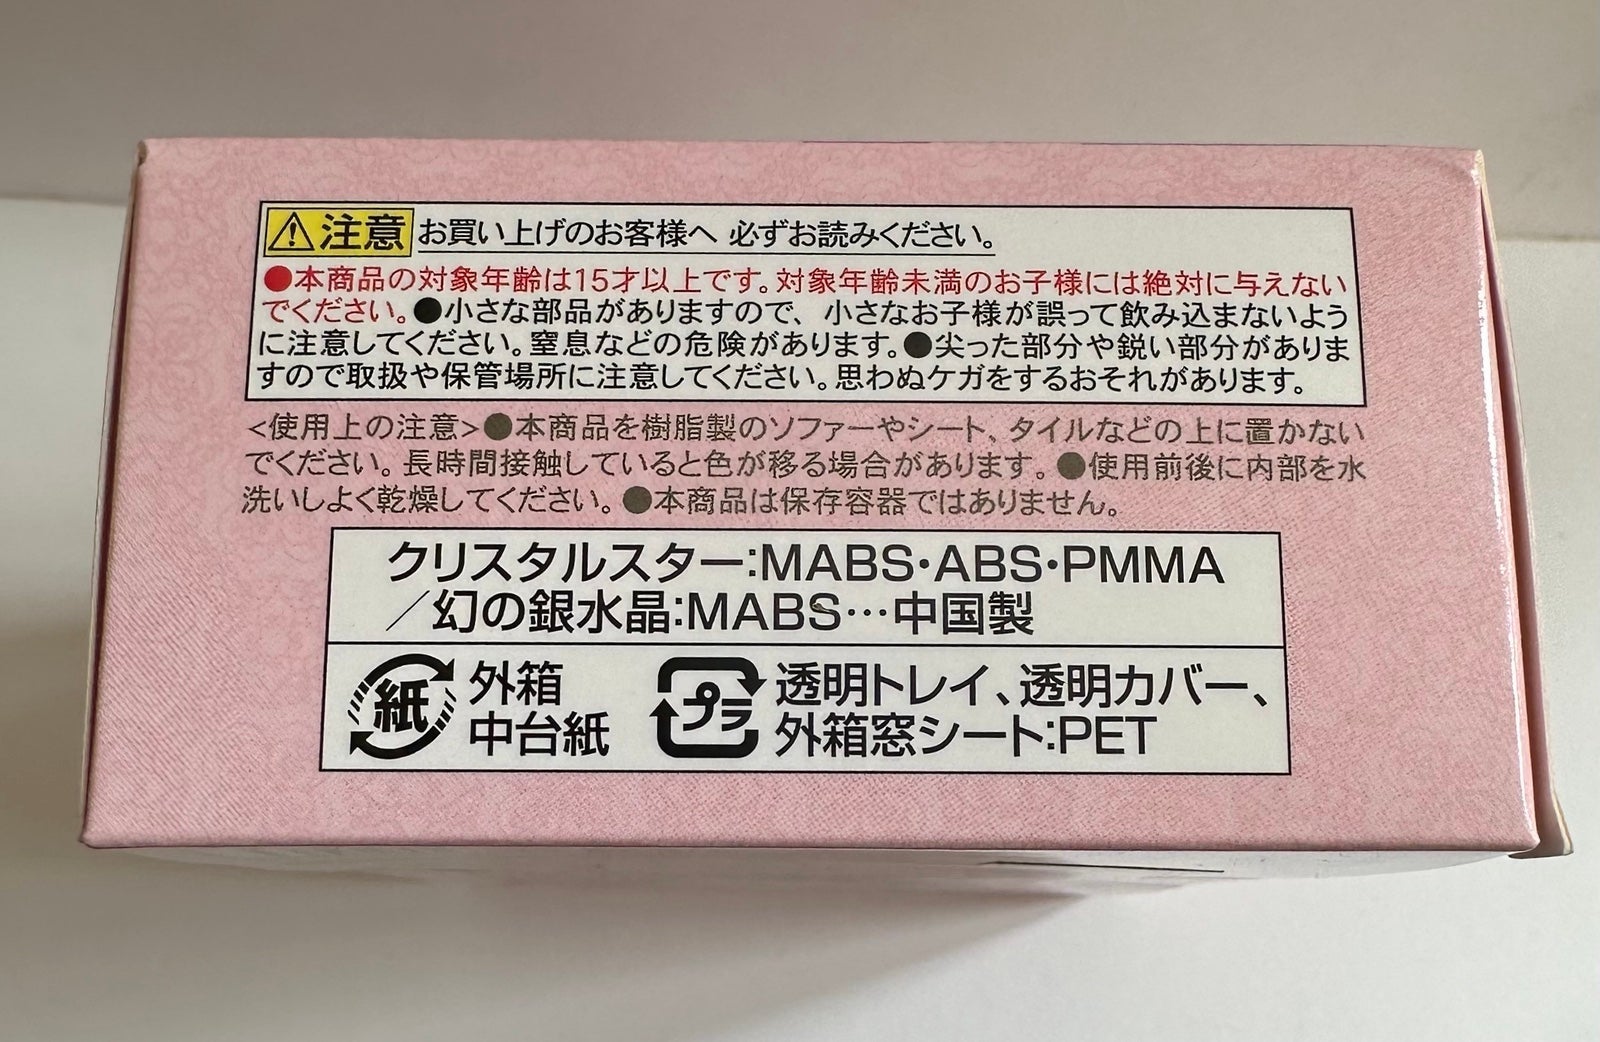 注意 お買い上げのお客様へ 必ずお読みください。
●本商品の対象年齢は15才以上です。対象年齢未満のお子様には絶対に与えない
でください。●小さな部品がありますので、小さなお子様が誤って飲み込まないよう
に注意してください。窒息などの危険があります。●尖った部分や鋭い部分がありま
すので取扱や保管場所に注意してください。思わぬケガをするおそれがあります。
<使用上の注意>●本商品を樹脂製のソファーやシート、タイルなどの上に置かない
でください。長時間接触していると色が移る場合があります。●使用前後に内部を水
洗いしよく乾燥してください。●本商品は保存容器ではありません。
クリスタルスター:MABS・ABS・PMMA
／幻の銀水晶:MABS…中国製
紙 外箱 プラ 透明トレイ、透明カバー、
中台紙 外箱窓シート:PET